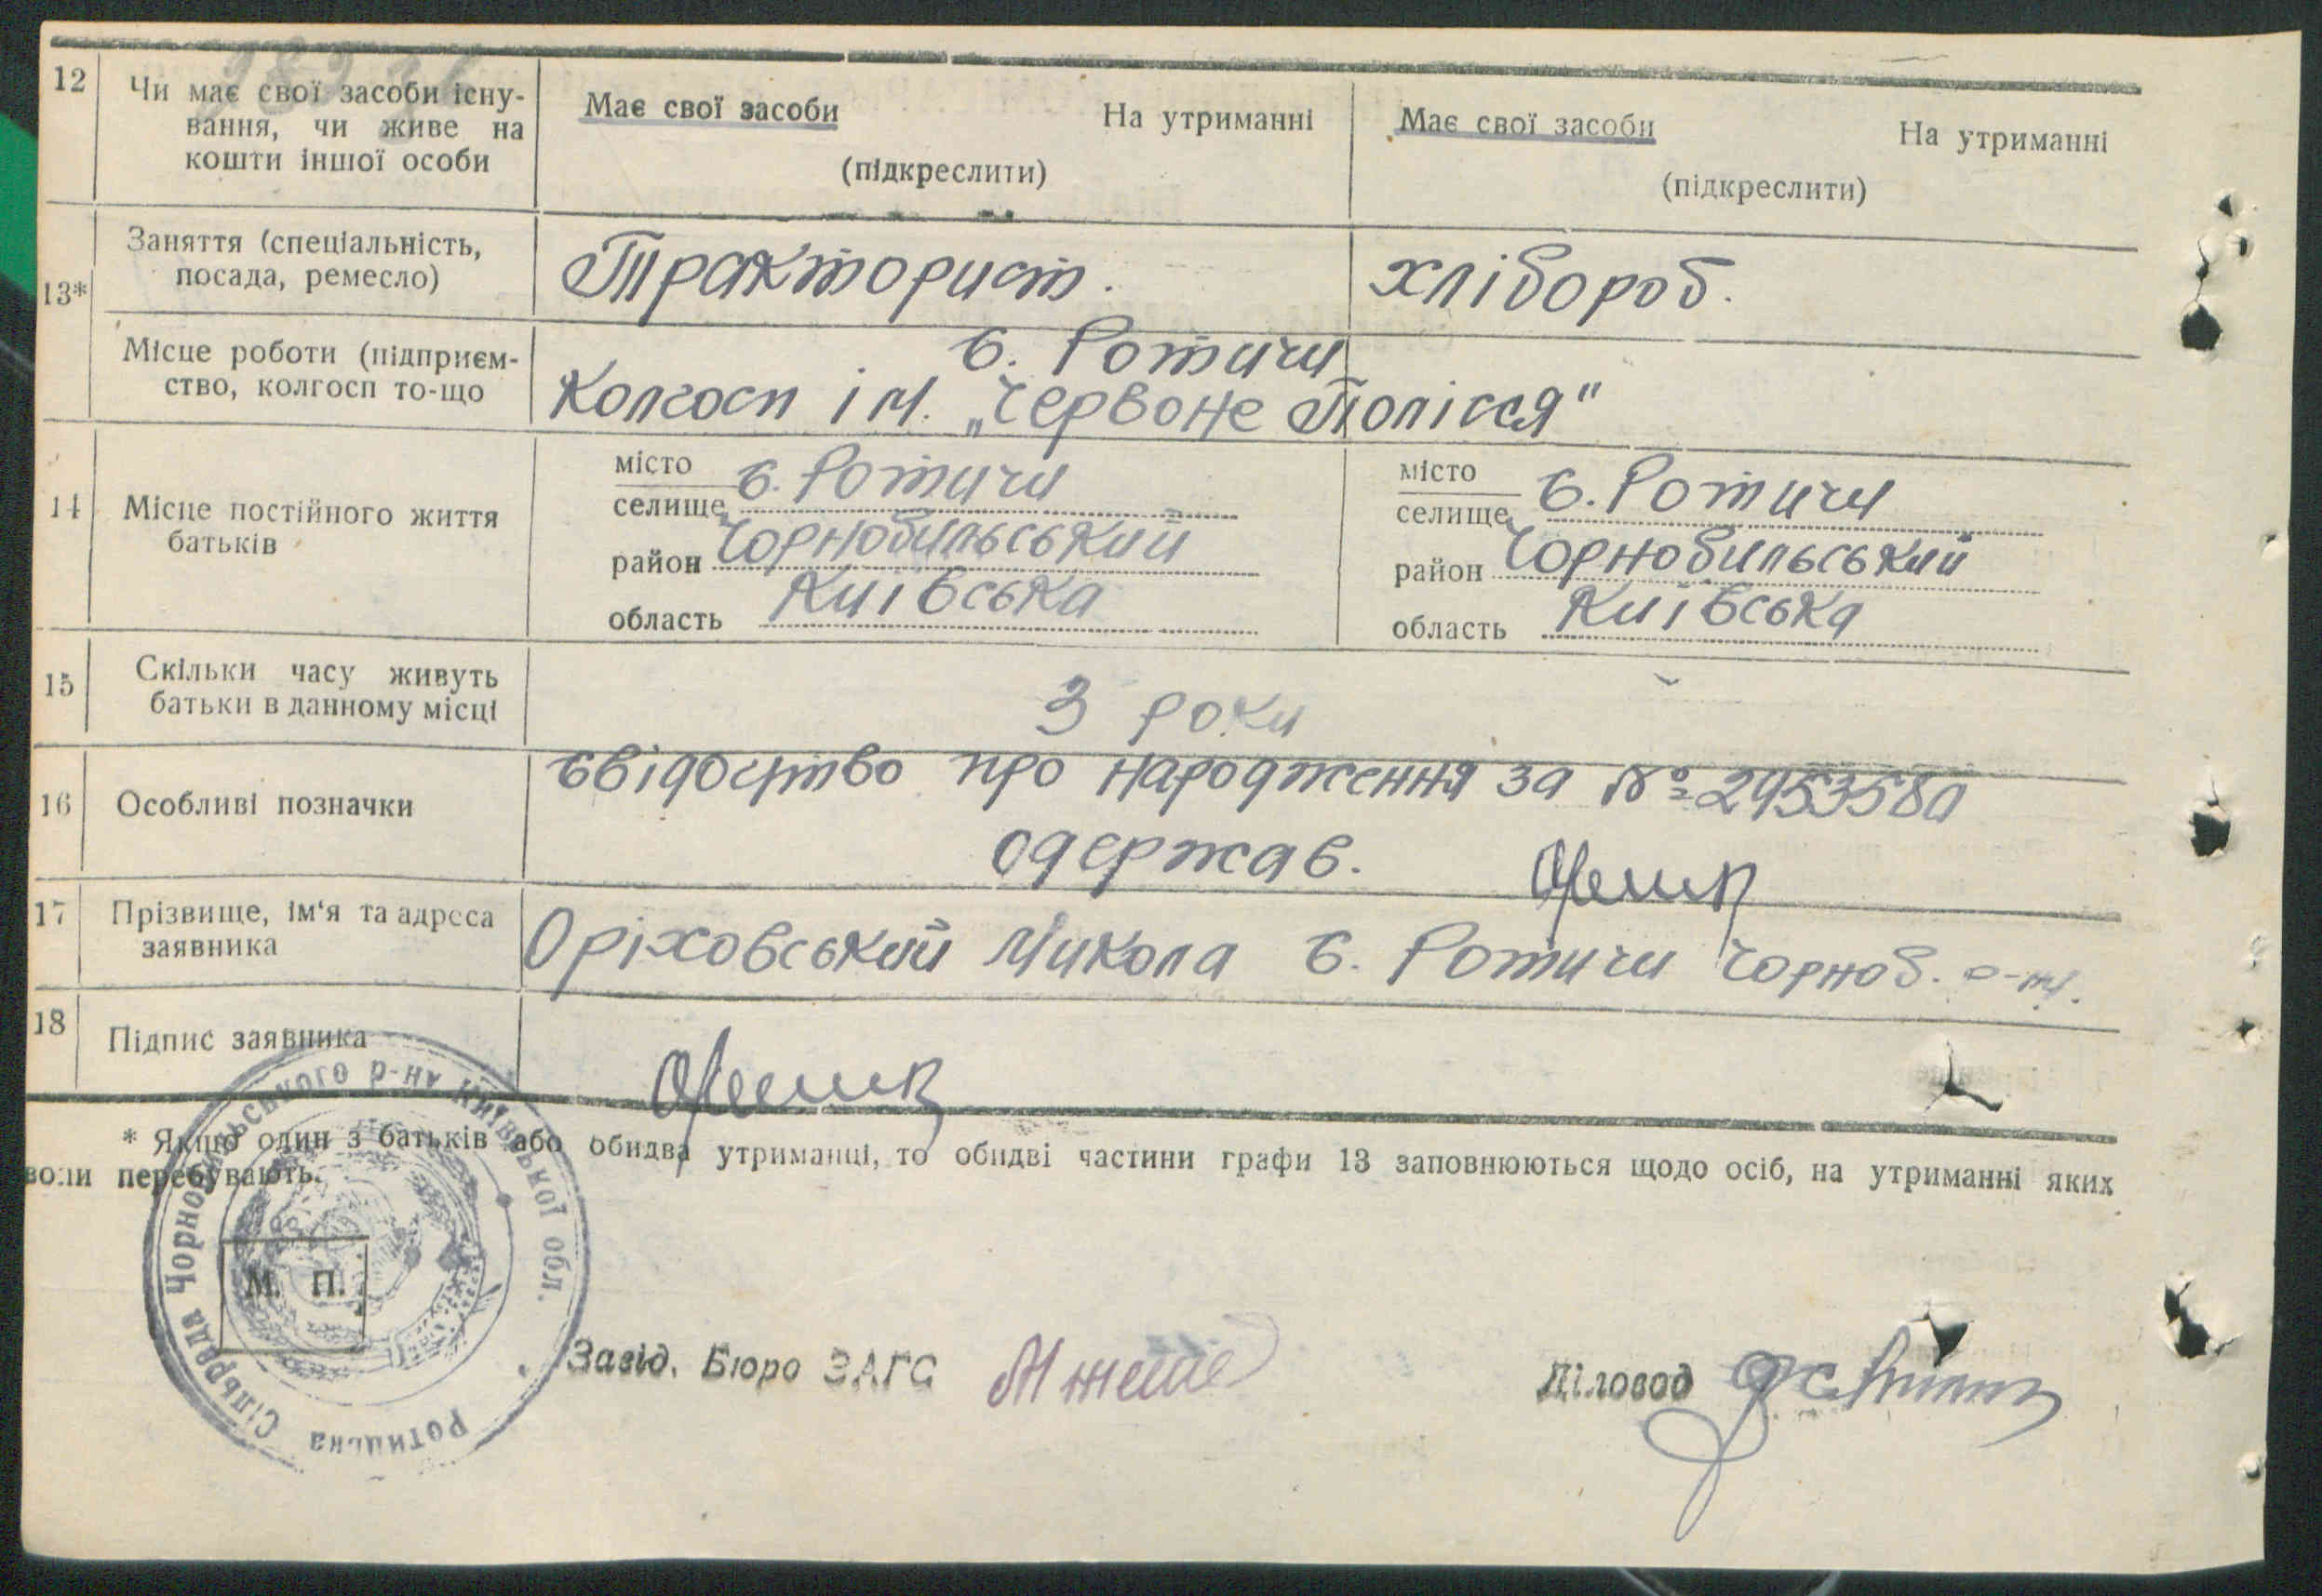 12 Чи має свої засоби існу- Має свої засоби На утриманні Має свої засоби На утриманні
вання, чи живе на
кошти іншої особи (підкреслити) (підкреслити)
13* Заняття (спеціальність, Тракторист. хлібороб.
посада, ремесло)
Місце роботи (підприєм- с. Ротичи
ство, колгосп то-що Колгосп ім. „Червоне Полісся"
14 Місце постійного життя
батьків
місто с. Ротичи місто с. Ротичи
селище селище
район Чорнобильський район Чорнобильський
область Київська область Київська
15 Скільки часу живуть
батьки в данному місці 3 роки
16 Особливі позначки свідоцтво про народження за № 2953580
одержав.
17 Прізвище, ім'я та адреса
заявника Оріховський Микола с. Ротичи Чорноб. р-н.
18 Підпис заявника
* Якщо один з батьків або обидва утриманці, то обидві частини графи 13 заповнюються щодо осіб, на утриманні яких
вони перебувають.
М. П.
Ротицька Сільрада Чорнобильського р-ну Київської обл.
Завід. Бюро ЗАГС Діловод